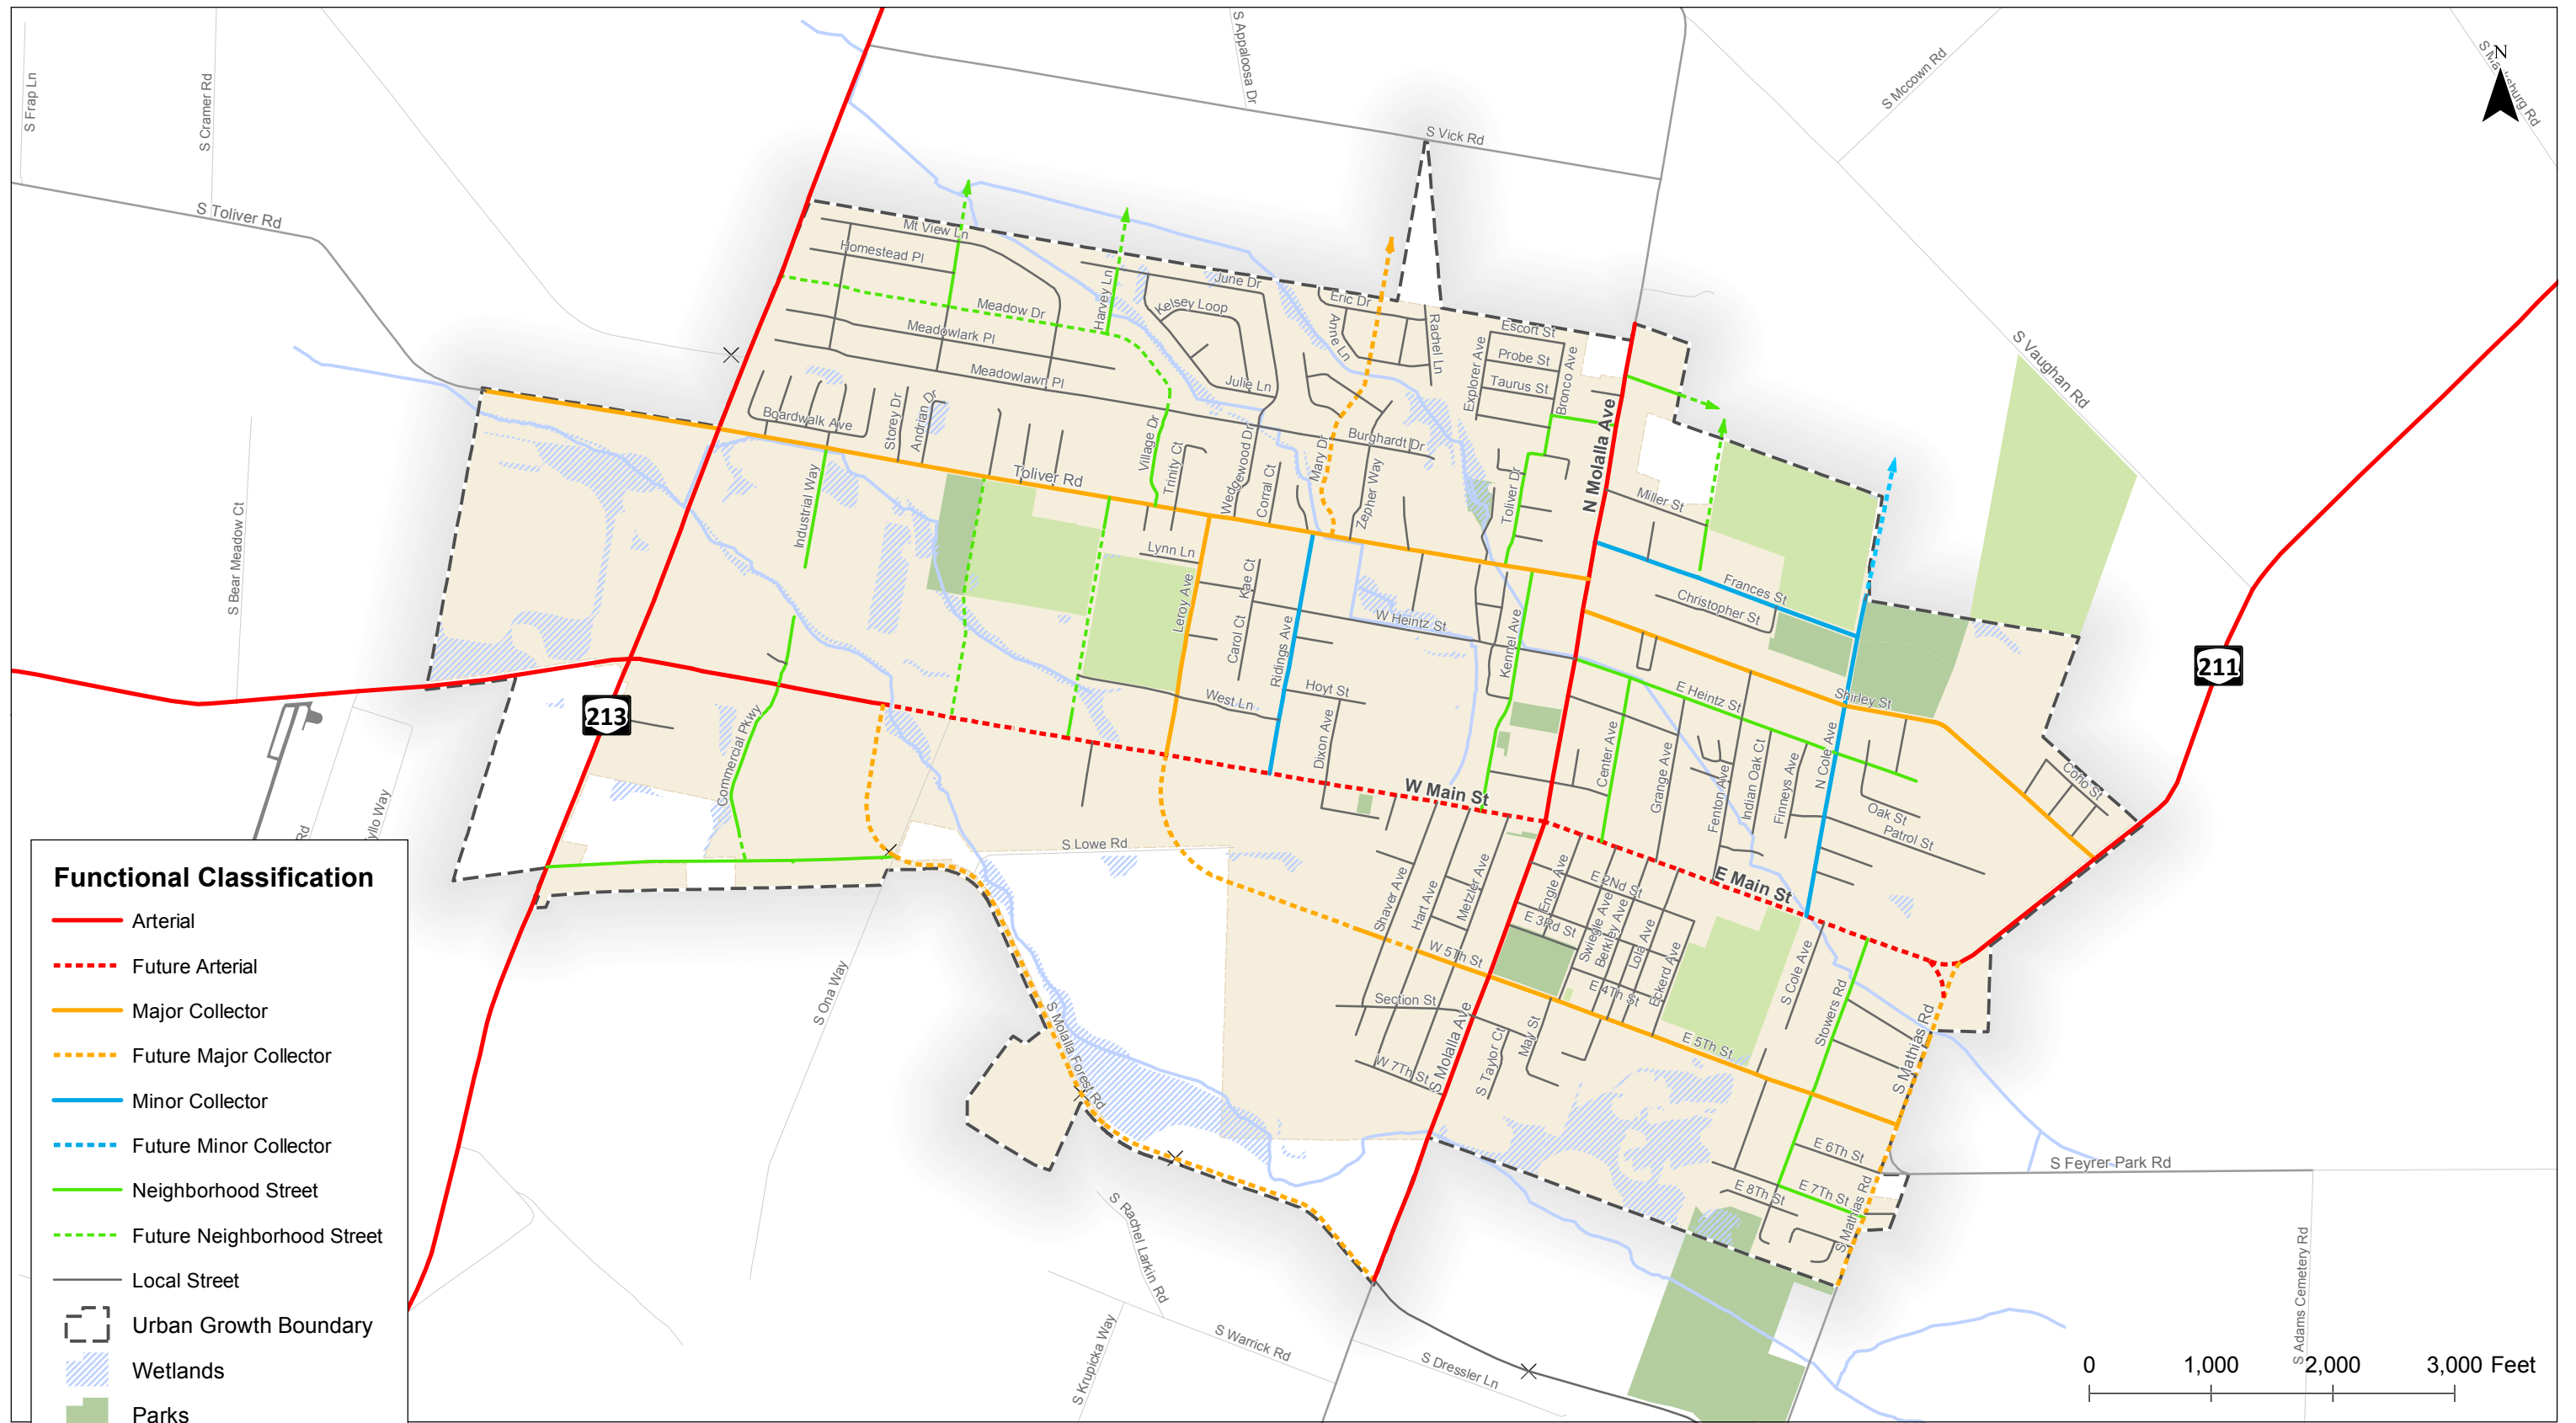 S Frap Ln
S Cramer Rd
S Appaloosa Dr
S Mccown Rd
N
S Vick Rd
S Toliver Rd
Mt View Ln
Homestead Pl
Meadow Dr
Harvey Ln
June Dr
Kelsey Loop
Eric Dr
Anne Ln
Rachel Ln
Escort St
Probe St
Taurus St
Explorer Ave
Bronco Ave
Meadowlark Pl
Meadowlawn Pl
Julie Ln
S Vaughan Rd
Boardwalk Ave
Storey Dr
Andrian Dr
Village Dr
Trinity Ct
Wedgewood Dr
Corral Ct
Mary Dr
Burghardt Dr
Zepher Way
Toliver Dr
N Molalla Ave
Industrial Way
Toliver Rd
Miller St
S Bear Meadow Ct
Lynn Ln
Leroy Ave
Kae Ct
Carol Ct
Ridings Ave
W Heintz St
Kennel Ave
Frances St
Christopher St
West Ln
Hoyt St
Dixon Ave
E Heintz St
Shirley St
211
213
Commercial Pkwy
Center Ave
Grange Ave
Fenton Ave
Indian Oak Ct
Finneys Ave
N Cole Ave
Coho St
Oak St
Patrol St
W Main St
yllo Way
Rd
S Lowe Rd
E Main St
Shaver Ave
Hart Ave
Metzler Ave
Engle Ave
E 2Nd St
E 3Rd St
Swiegle Ave
Berkley Ave
Lola Ave
Eckerd Ave
E 4Th St
W 5Th St
Section St
W 7Th St
S Molalla Ave
S Taylor Ct
May St
E 5Th St
S Cole Ave
Stowers Rd
S Mathias Rd
S Ona Way
S Molalla Forest Rd
E 6Th St
E 7Th St
E 8Th St
S Mathias Rd
S Feyrer Park Rd
S Rachel Larkin Rd
S Krupicka Way
S Warrick Rd
S Dressler Ln
S Adams Cemetery Rd
Functional Classification
Arterial
Future Arterial
Major Collector
Future Major Collector
Minor Collector
Future Minor Collector
Neighborhood Street
Future Neighborhood Street
Local Street
Urban Growth Boundary
Wetlands
Parks
0 1,000 2,000 3,000 Feet